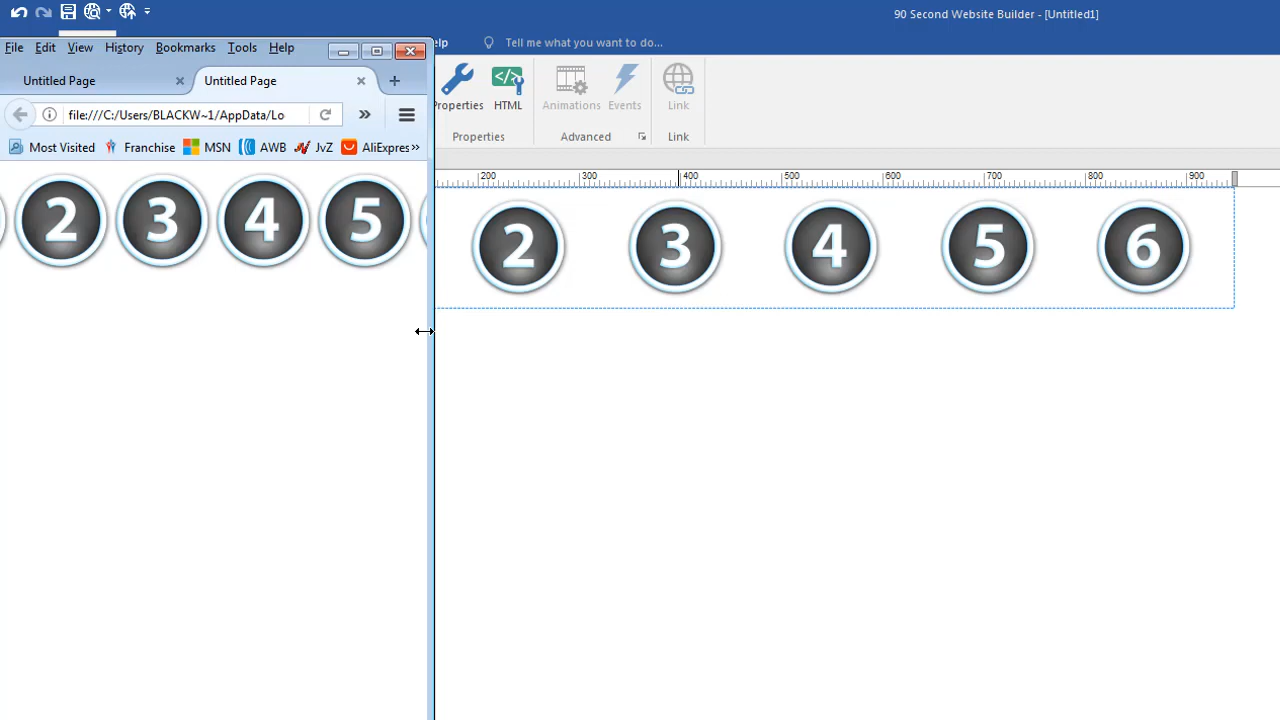 90 Second Website Builder - [Untitled1]
File Edit View History Bookmarks Tools Help
elp Tell me what you want to do...
Untitled Page Untitled Page
Properties HTML Animations Events Link
file:///C:/Users/BLACKW~1/AppData/Lo
Properties Advanced Link
Most Visited Franchise MSN AWB JvZ AliExpres
200 300 400 500 600 700 800 900
2 3 4 5
2 3 4 5 6